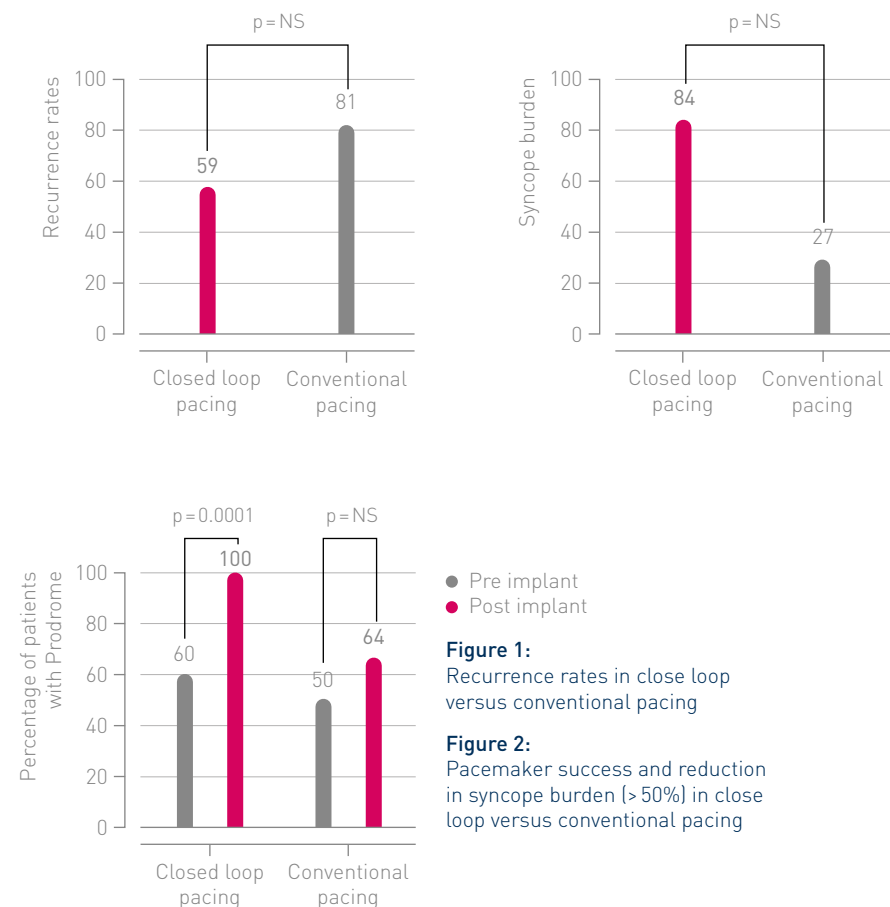 p=NS
Recurrence rates
100
80
60
40
20
0
59
81
Closed loop
pacing
Conventional
pacing
p=NS
Syncope burden
100
80
60
40
20
0
84
27
Closed loop
pacing
Conventional
pacing
p=0.0001
p=NS
Percentage of patients
with Prodrome
100
80
60
40
20
0
60
100
50
64
Closed loop
pacing
Conventional
pacing
Pre implant
Post implant
Figure 1:
Recurrence rates in close loop
versus conventional pacing
Figure 2:
Pacemaker success and reduction
in syncope burden (>50%) in close
loop versus conventional pacing